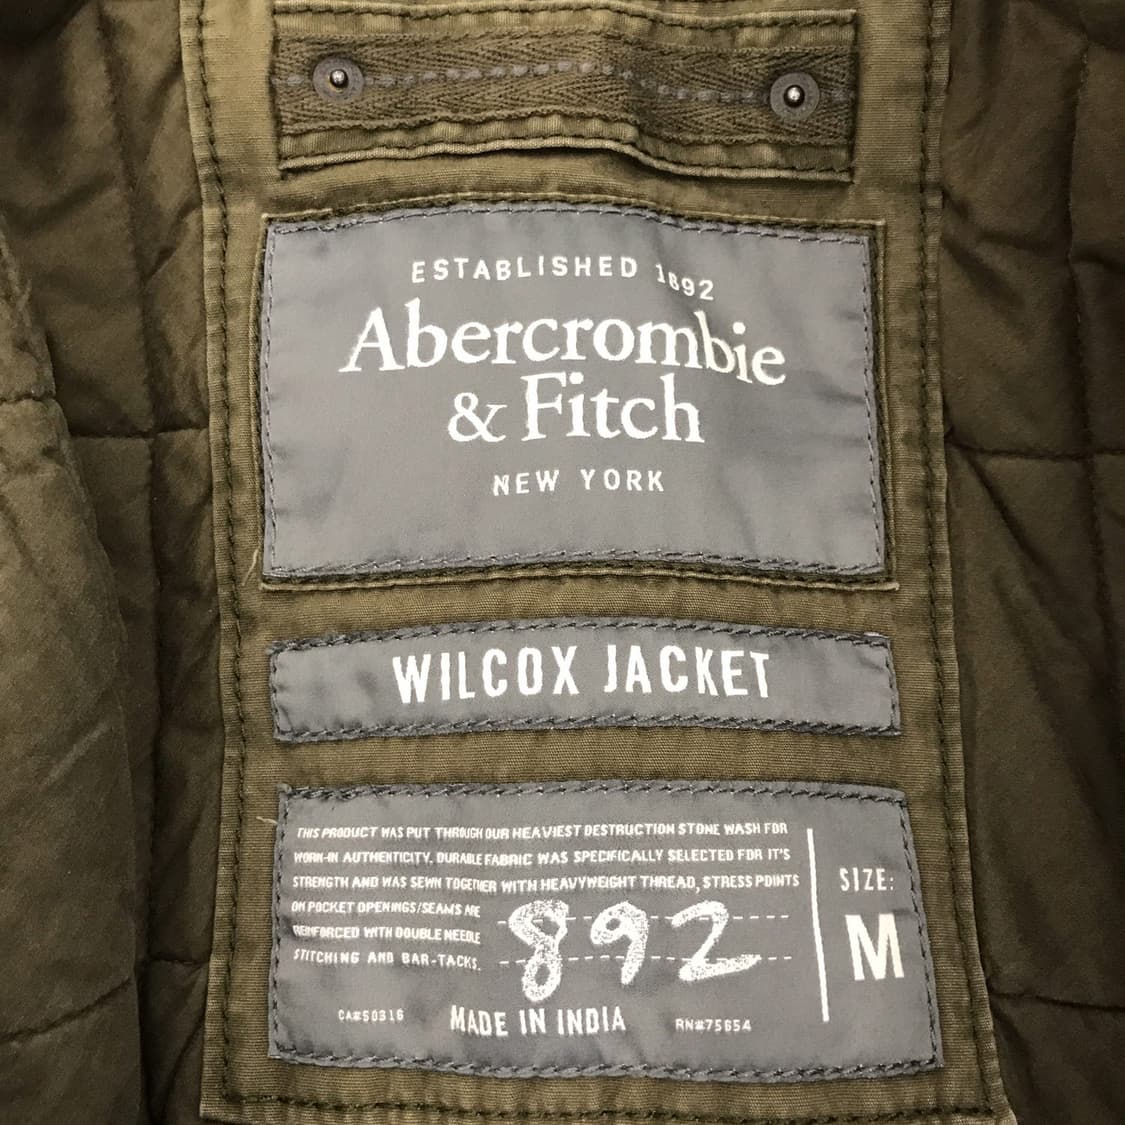 ESTABLISHED 1892
Abercrombie
& Fitch
NEW YORK
WILCOX JACKET
THIS PRODUCT WAS PUT THROUGH OUR HEAVIEST DESTRUCTION STONE WASH FOR
WORN-IN AUTHENTICITY. DURABLE FABRIC WAS SPECIFICALLY SELECTED FOR IT'S
STRENGTH AND WAS SEWN TOGETHER WITH HEAVYWEIGHT THREAD, STRESS POINTS
ON POCKET OPENINGS/SEAMS ARE
REINFORCED WITH DOUBLE NEEDLE
STITCHING AND BAR-TACKS.
892
CA#50316
MADE IN INDIA
RN#75654
SIZE:
M